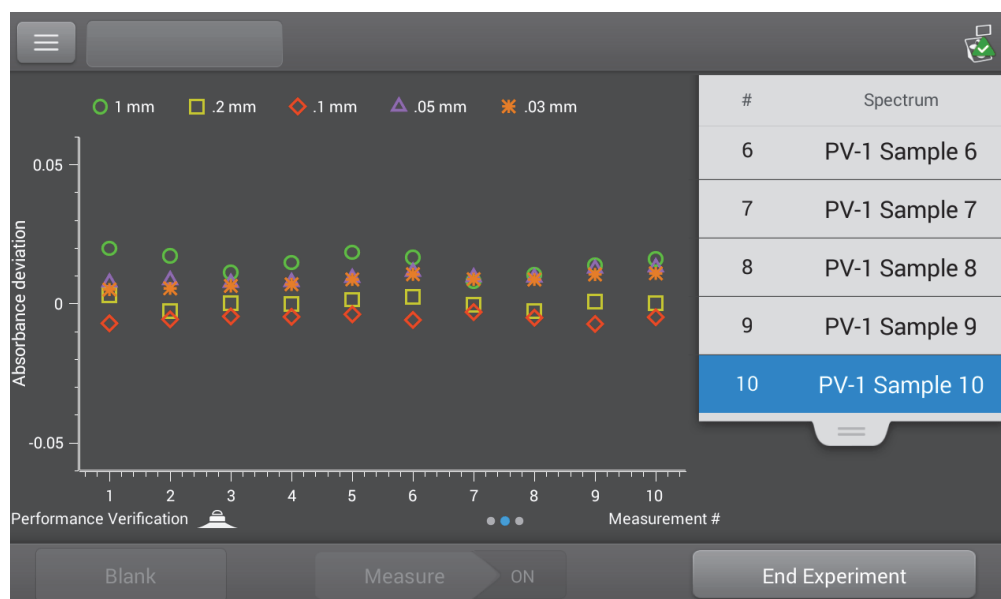 1 mm .2 mm .1 mm .05 mm .03 mm
Absorbance deviation
0.05
0
-0.05
1 2 3 4 5 6 7 8 9 10
Performance Verification
Measurement #
# Spectrum
6 PV-1 Sample 6
7 PV-1 Sample 7
8 PV-1 Sample 8
9 PV-1 Sample 9
10 PV-1 Sample 10
Blank
Measure ON
End Experiment